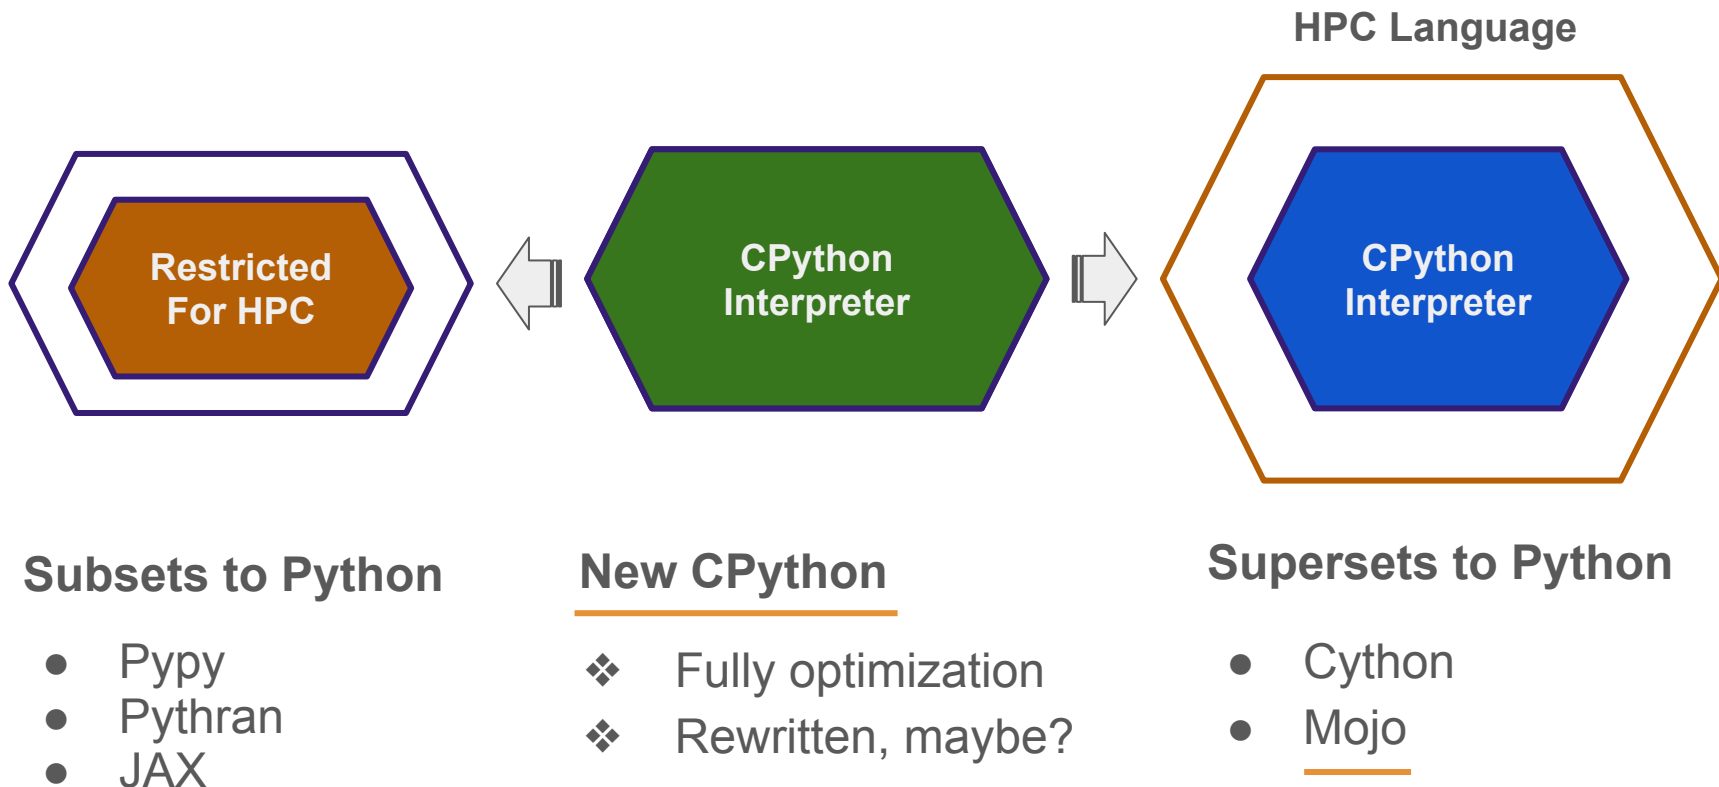 HPC Language
Restricted
For HPC
CPython
Interpreter
CPython
Interpreter
Subsets to Python
● Pypy
● Pythran
● JAX
New CPython
❖ Fully optimization
❖ Rewritten, maybe?
Supersets to Python
● Cython
● Mojo